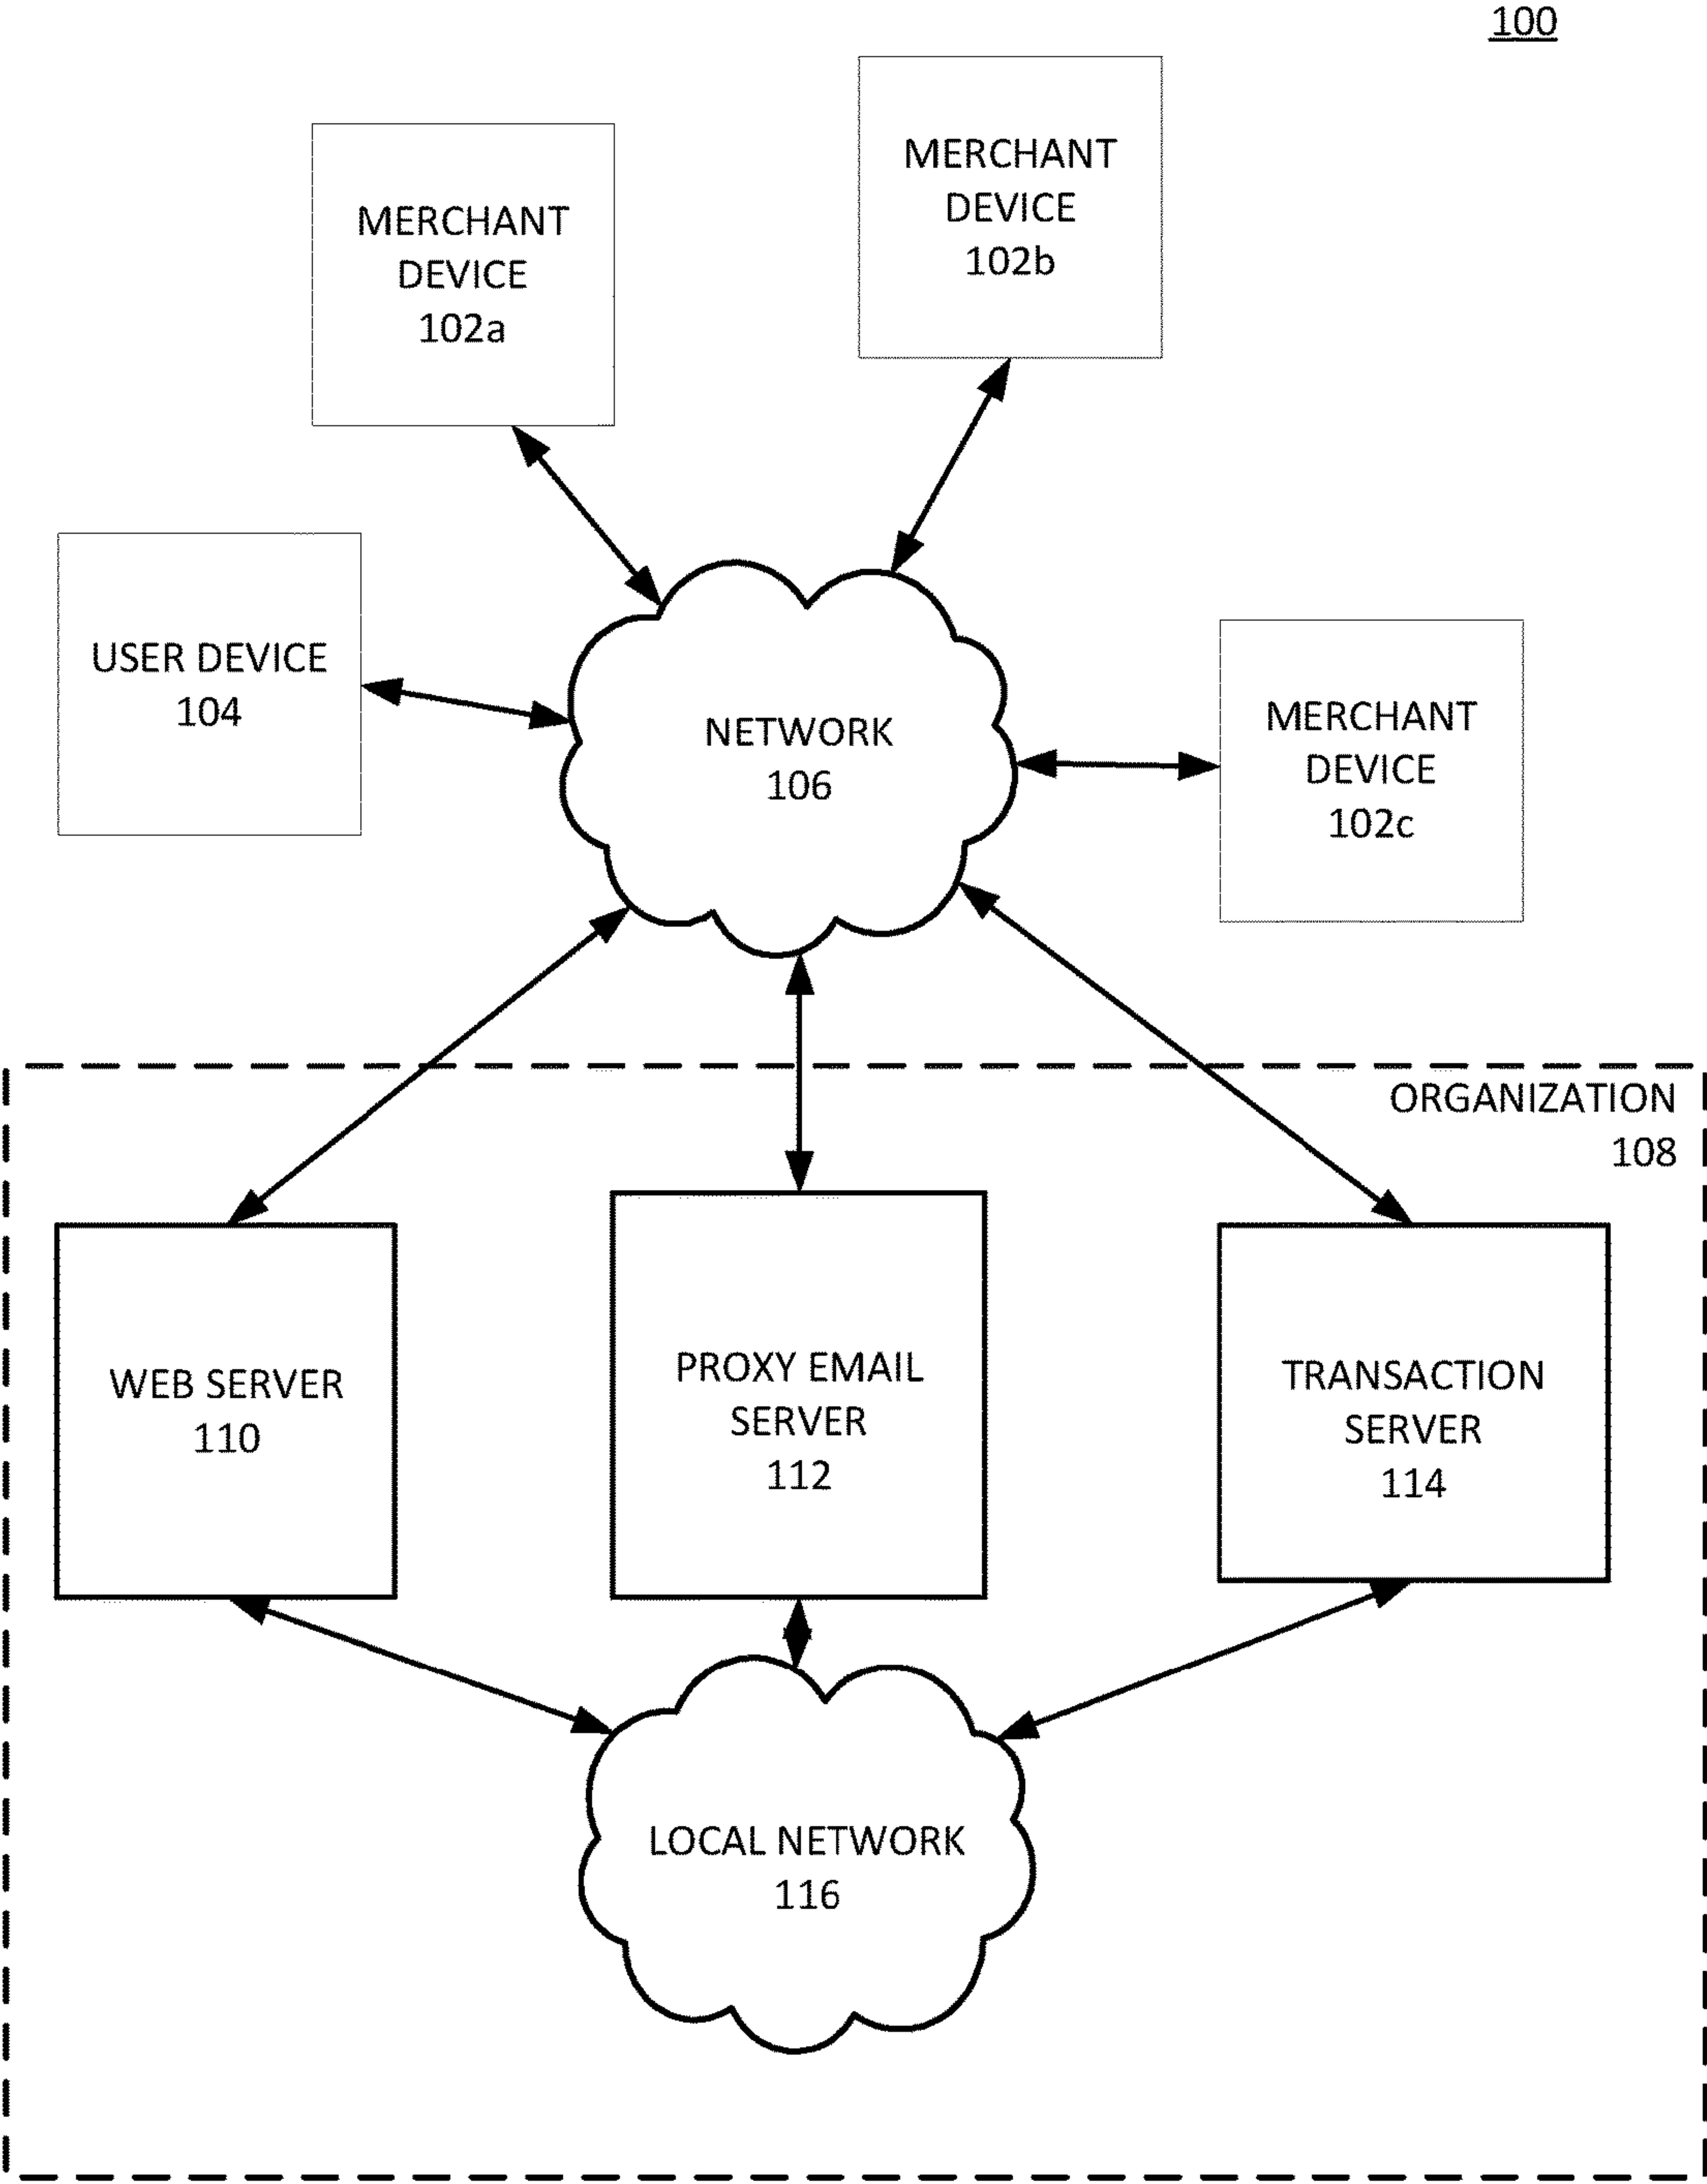 100
MERCHANT
DEVICE
102a
MERCHANT
DEVICE
102b
USER DEVICE
104
NETWORK
106
MERCHANT
DEVICE
102c
ORGANIZATION
108
WEB SERVER
110
PROXY EMAIL
SERVER
112
TRANSACTION
SERVER
114
LOCAL NETWORK
116